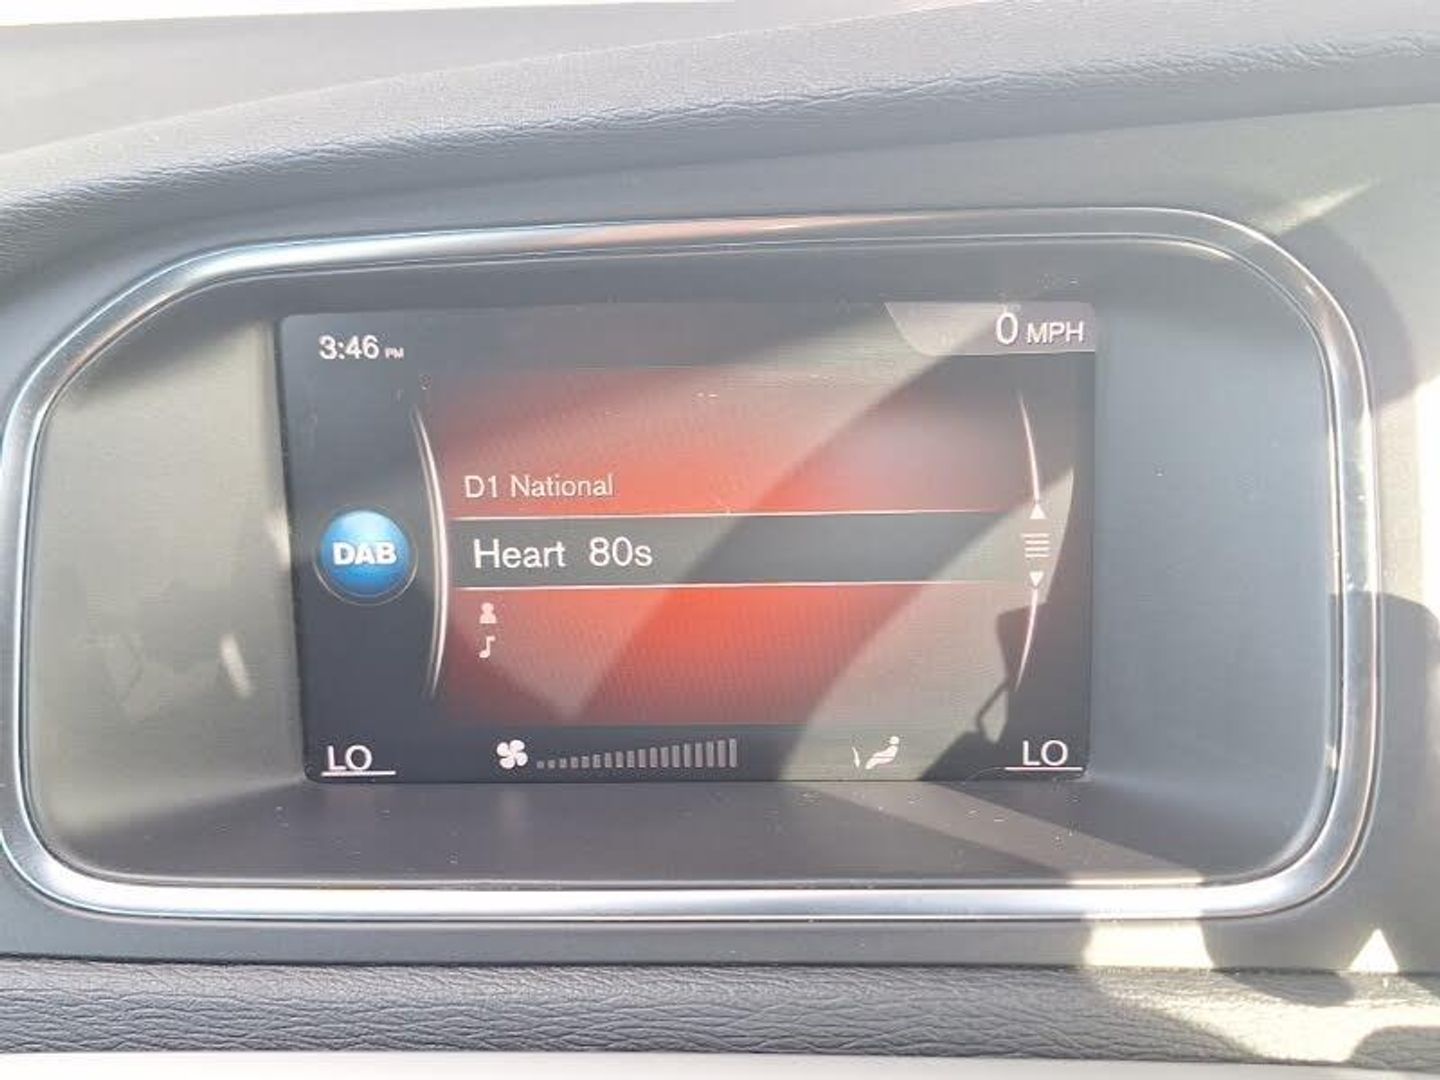 3:46 PM
0 MPH
D1 National
DAB
Heart 80s
LO
LO